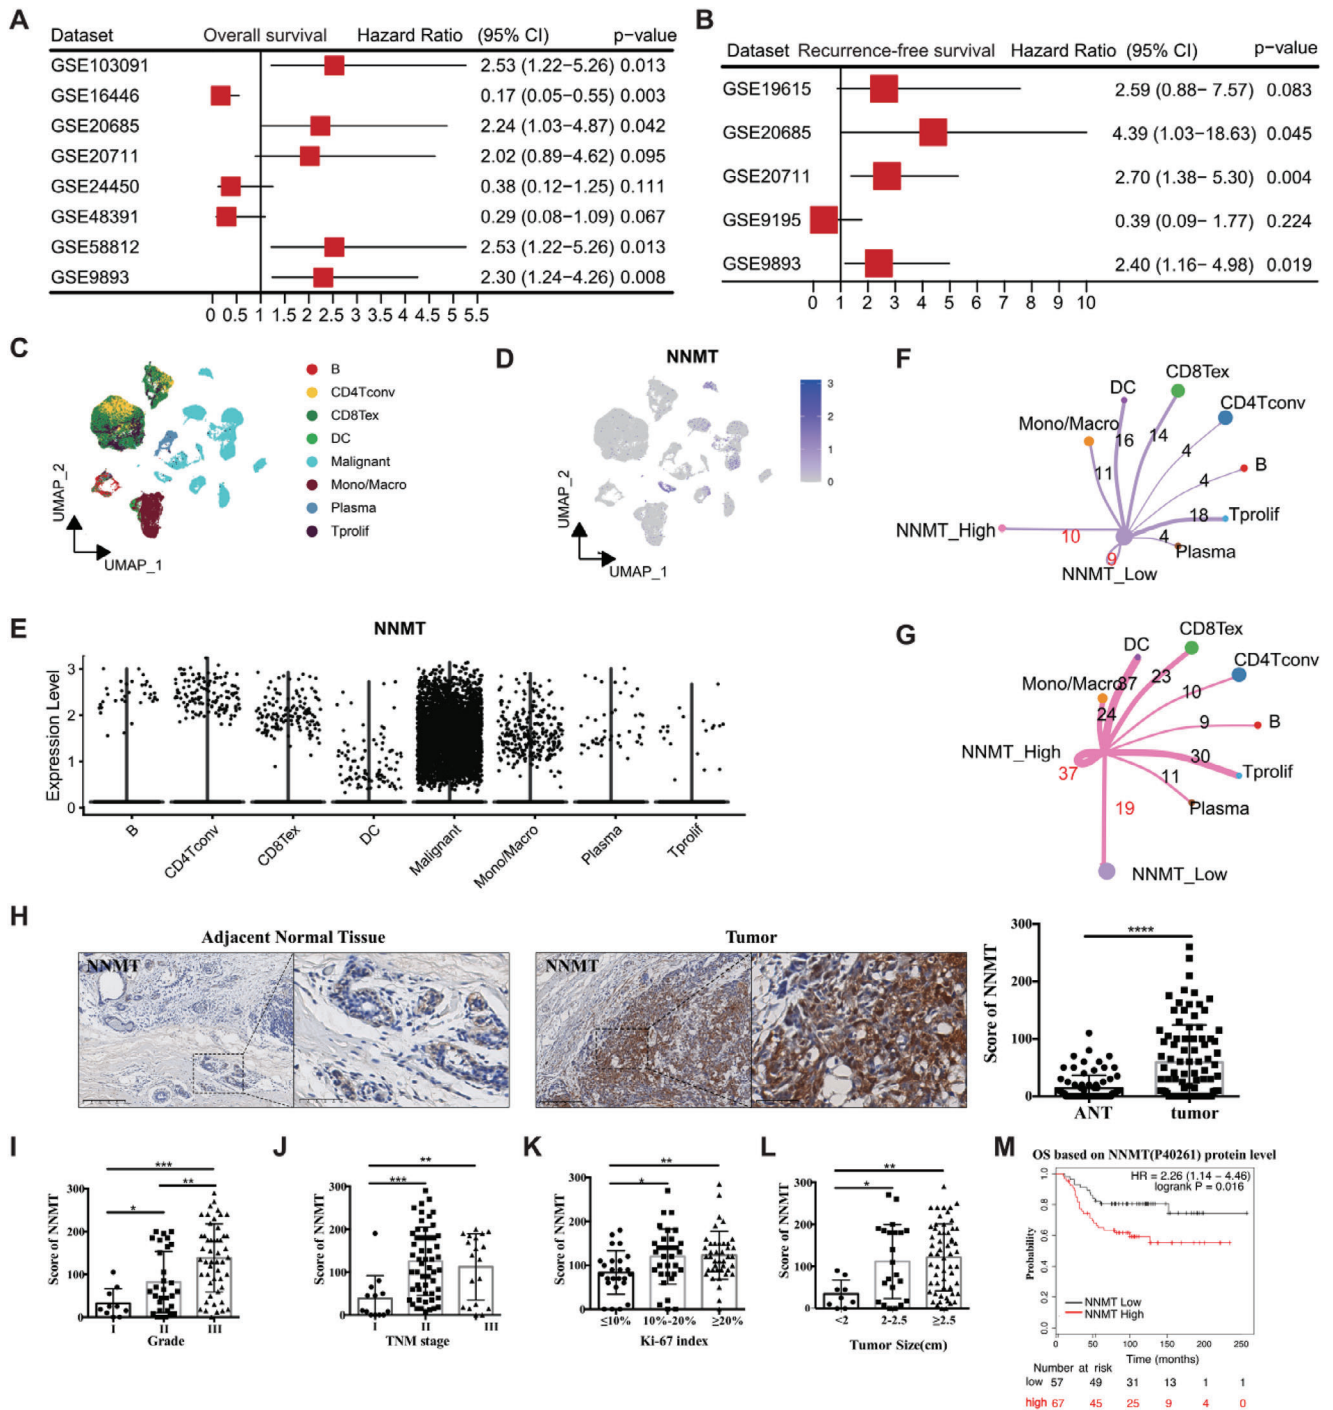 A
Dataset Overall survival Hazard Ratio (95% CI) p−value
GSE103091 2.53 (1.22−5.26) 0.013
GSE16446 0.17 (0.05−0.55) 0.003
GSE20685 2.24 (1.03−4.87) 0.042
GSE20711 2.02 (0.89−4.62) 0.095
GSE24450 0.38 (0.12−1.25) 0.111
GSE48391 0.29 (0.08−1.09) 0.067
GSE58812 2.53 (1.22−5.26) 0.013
GSE9893 2.30 (1.24−4.26) 0.008
0 0.5 1 1.5 2 2.5 3 3.5 4 4.5 5 5.5
B
Dataset Recurrence-free survival Hazard Ratio (95% CI) p−value
GSE19615 2.59 (0.88− 7.57) 0.083
GSE20685 4.39 (1.03−18.63) 0.045
GSE20711 2.70 (1.38− 5.30) 0.004
GSE9195 0.39 (0.09− 1.77) 0.224
GSE9893 2.40 (1.16− 4.98) 0.019
0 1 2 3 4 5 6 7 8 9 10
C
B
CD4Tconv
CD8Tex
DC
Malignant
Mono/Macro
Plasma
Tprolif
UMAP_2
UMAP_1
D
NNMT
3
2
1
0
UMAP_2
UMAP_1
F
CD8Tex
DC
CD4Tconv
Mono/Macro
16
14
4
11
4
B
NNMT_High
10
18
Tprolif
4
Plasma
9
NNMT_Low
E
NNMT
Expression Level
3
2
1
0
B CD4Tconv CD8Tex DC Malignant Mono/Macro Plasma Tprolif
G
CD8Tex
DC
CD4Tconv
Mono/Macro
37
23
10
24
9
B
NNMT_High
30
37
Tprolif
11
19
Plasma
NNMT_Low
H
Adjacent Normal Tissue
NNMT
Tumor
NNMT
Score of NNMT
300
200
100
0
****
ANT tumor
I
***
**
*
Score of NNMT
300
200
100
0
I II III
Grade
J
**
***
Score of NNMT
300
200
100
0
I II III
TNM stage
K
**
*
Score of NNMT
300
200
100
0
≤10% 10%-20% ≥20%
Ki-67 index
L
**
*
Score of NNMT
300
200
100
0
<2 2-2.5 ≥2.5
Tumor Size(cm)
M
OS based on NNMT(P40261) protein level
HR = 2.26 (1.14 − 4.46)
logrank P = 0.016
Probability
1.0
0.8
0.6
0.4
0.2
0.0
NNMT Low
NNMT High
0 50 100 150 200 250
Time (months)
Number at risk
low 57 49 31 13 1 1
high 67 45 25 9 4 0